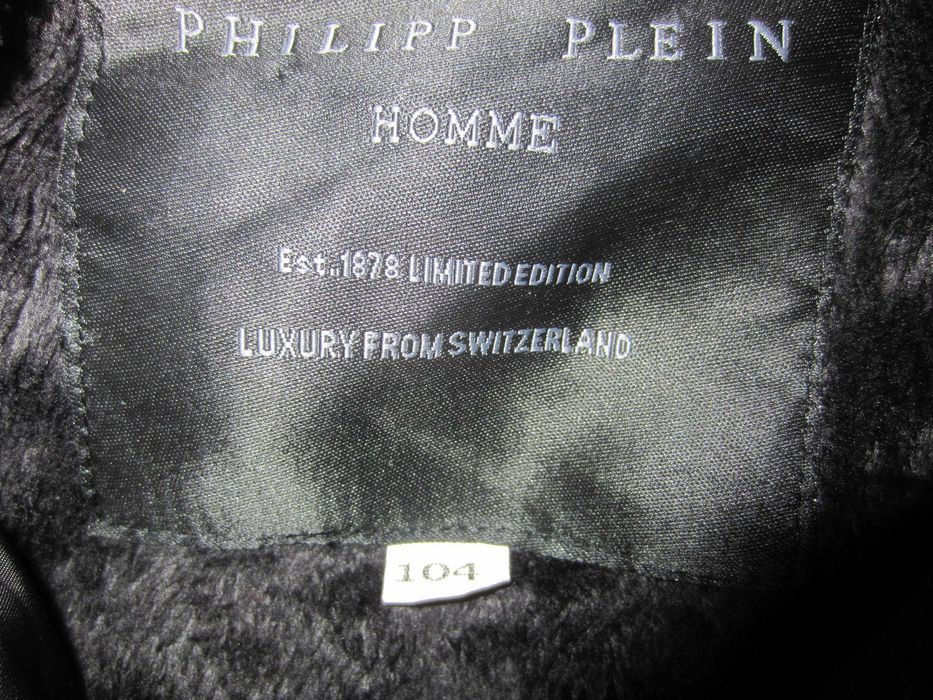 PHILIPP PLEIN
HOMME
Est.1878 LIMITED EDITION
LUXURY FROM SWITZERLAND
104